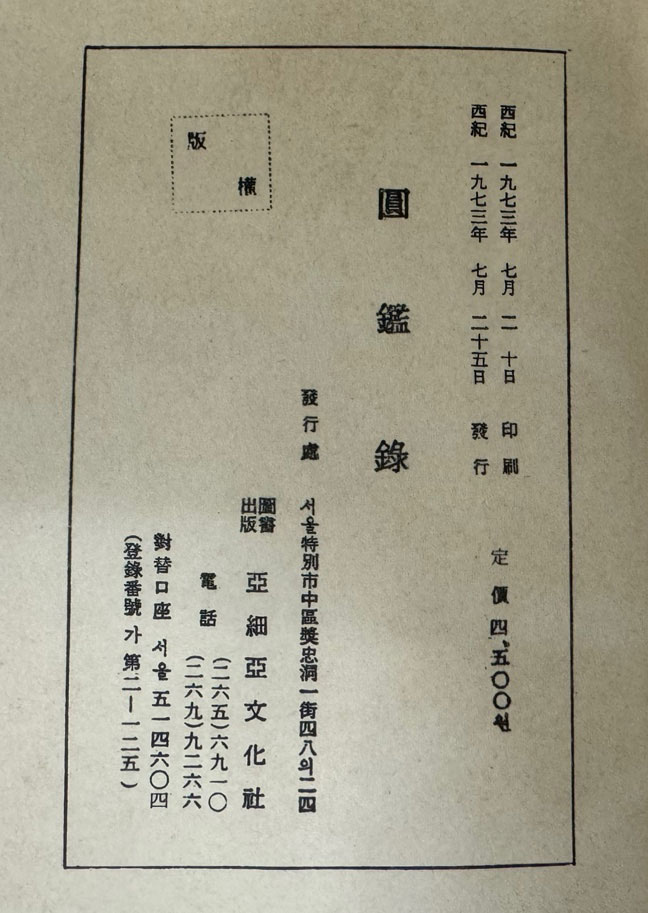 西紀 一九七三年 七月 二十日 印刷
西紀 一九七三年 七月 二十五日 發行
定價 四、五〇〇원
圓鑑錄
發行處 서울特別市中區獎忠洞一街四八의二四
圖書出版 亞細亞文化社
電話 (二六五)六九一〇
(二六九)九二六六
對替口座 서울 五一四六〇四
(登錄番號 가 第二—一二五)
版權